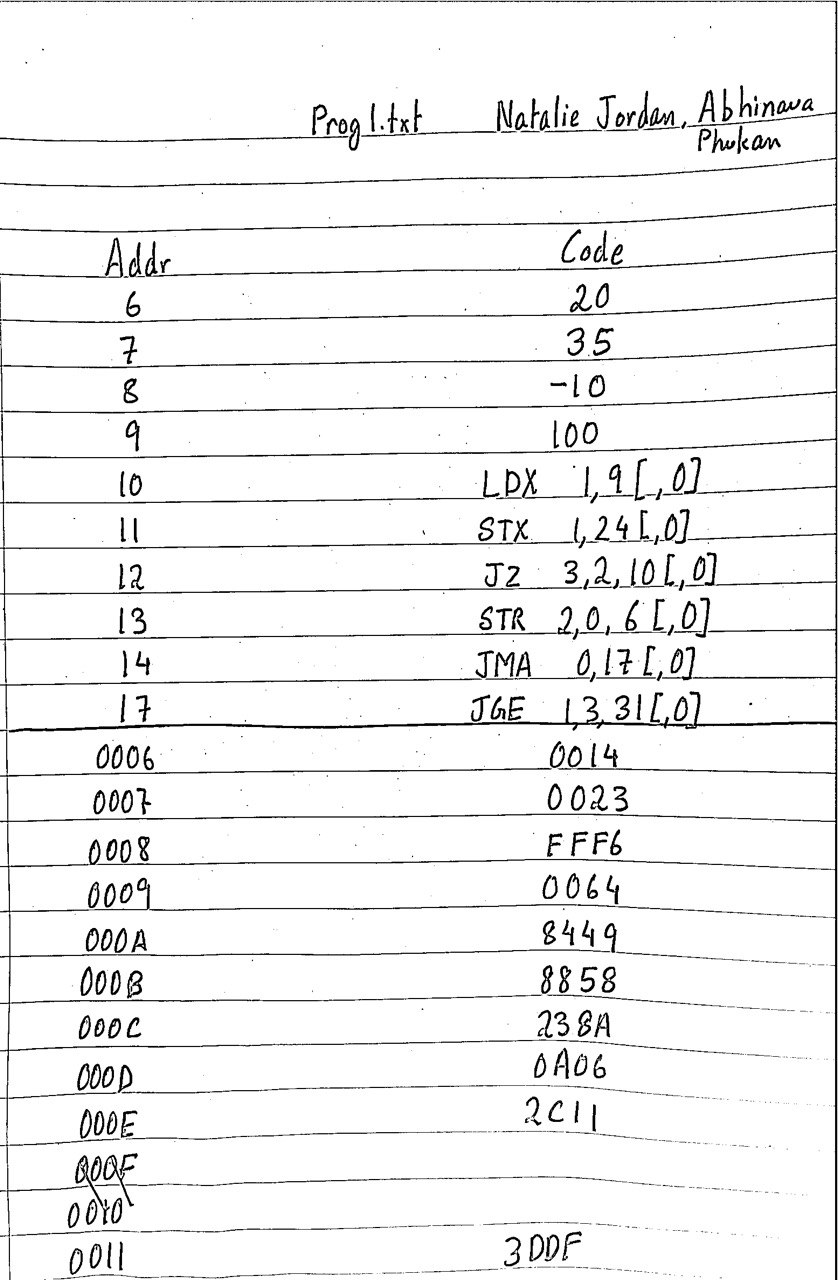 Prog 1.txt Natalie Jordan, Abhinava
Phukan
Addr Code
6 20
7 35
8 -10
9 100
10 LDX 1,9[,0]
11 STX 1,24[,0]
12 JZ 3,2,10[,0]
13 STR 2,0,6[,0]
14 JMA 0,17[,0]
17 JGE 1,3,31[,0]
0006 0014
0007 0023
0008 FFF6
0009 0064
000A 8449
000B 8858
000C 238A
000D 0A06
000E 2C11
000F
0010
0011 3DDF